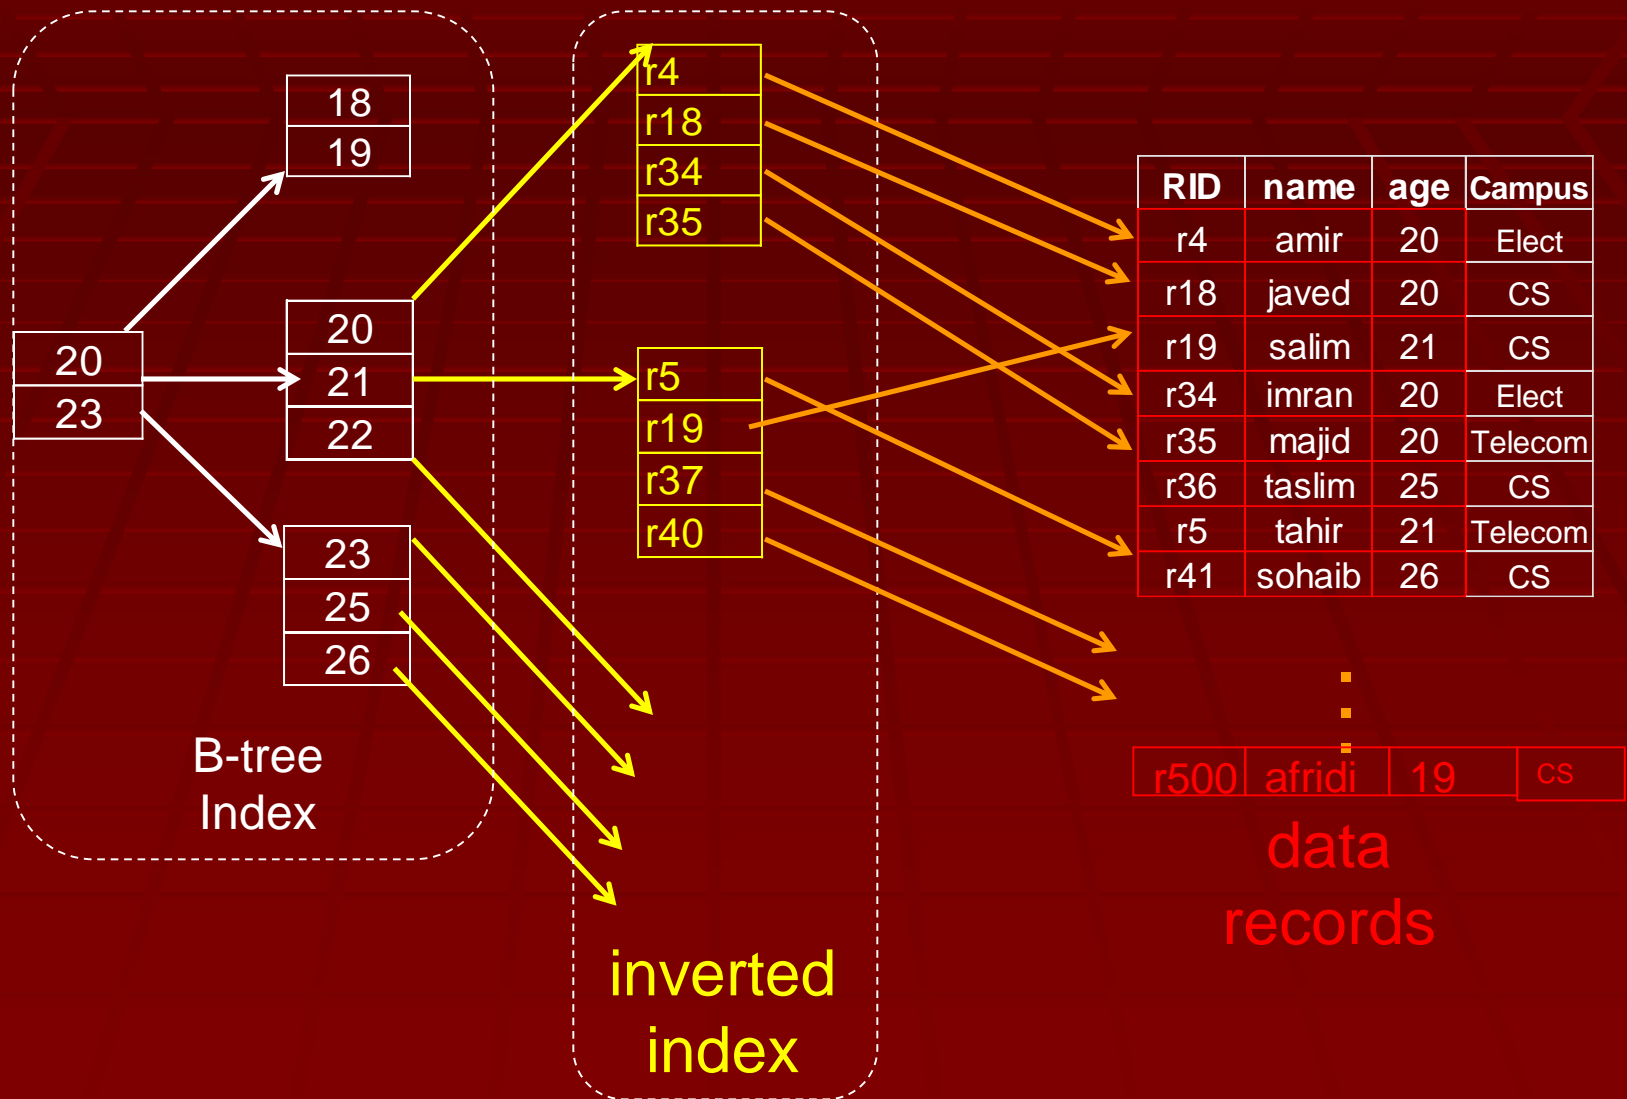 20
23
18
19
20
21
22
23
25
26
B-tree
Index
r4
r18
r34
r35
r5
r19
r37
r40
inverted
index
RID name age Campus
r4 amir 20 Elect
r18 javed 20 CS
r19 salim 21 CS
r34 imran 20 Elect
r35 majid 20 Telecom
r36 taslim 25 CS
r5 tahir 21 Telecom
r41 sohaib 26 CS
r500 afridi 19 CS
data
records